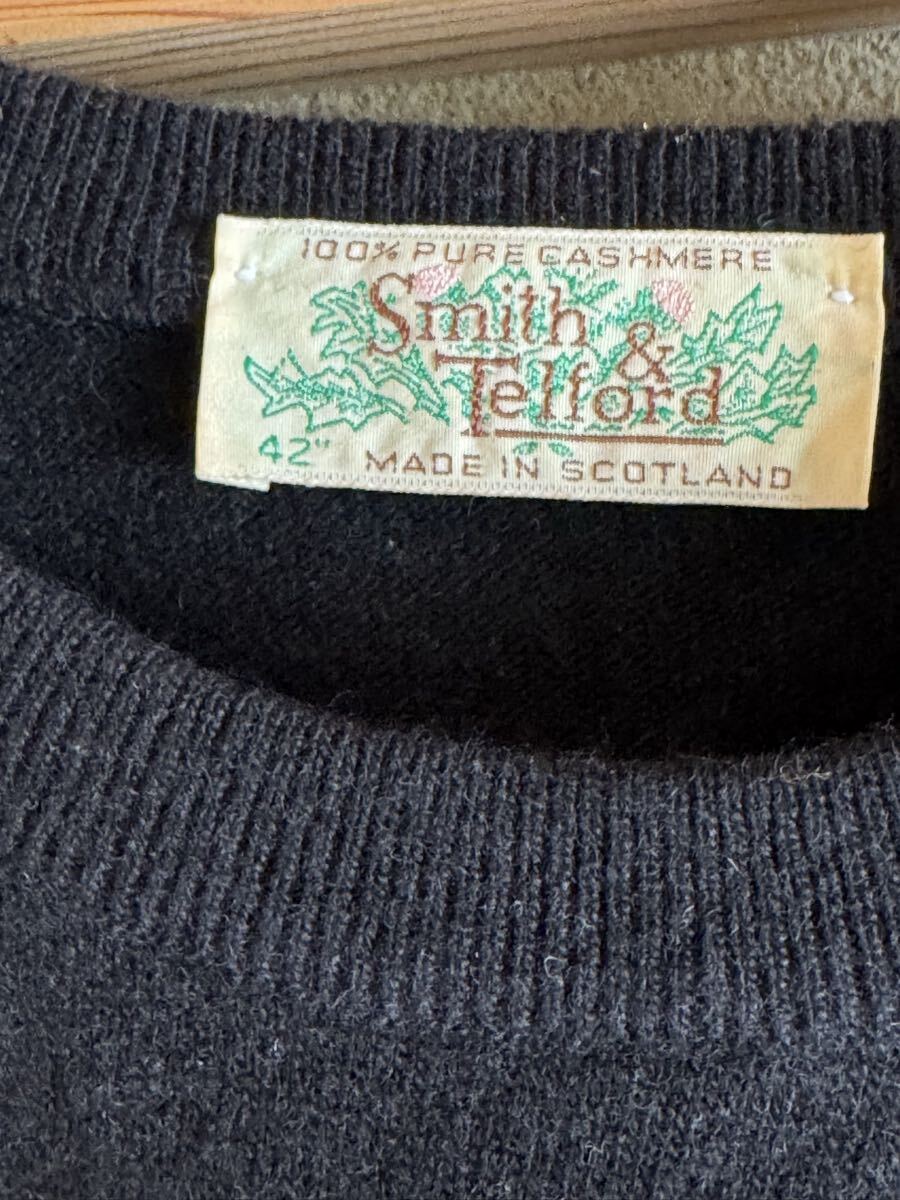 100% PURE CASHMERE
Smith
&
Telford
42"
MADE IN SCOTLAND